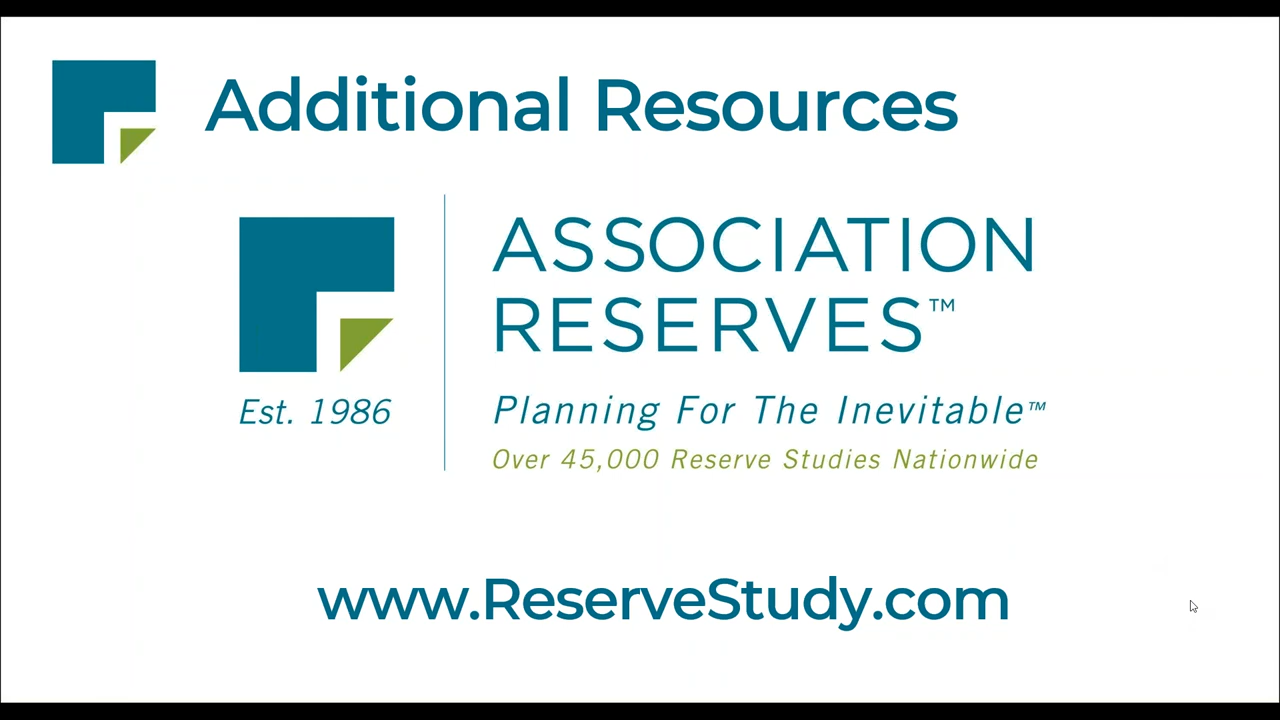 Additional Resources
ASSOCIATION
RESERVES™
Est. 1986
Planning For The Inevitable™
Over 45,000 Reserve Studies Nationwide
www.ReserveStudy.com